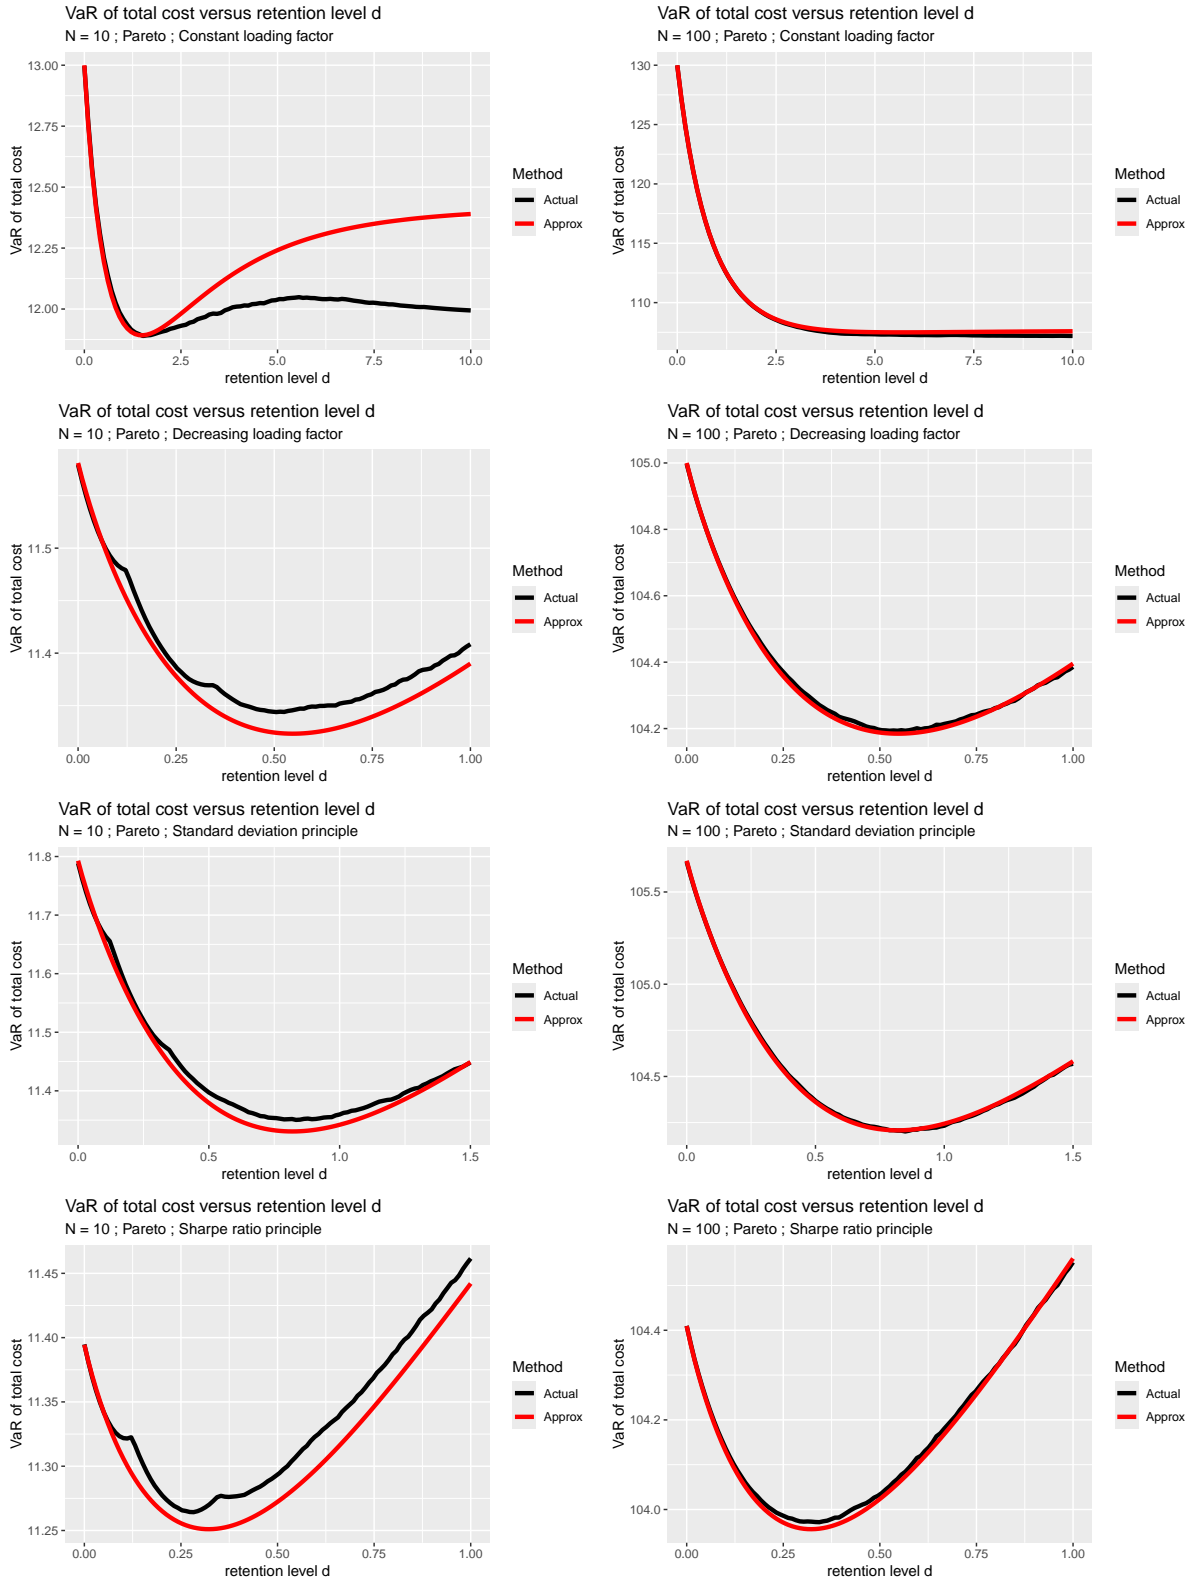 VaR of total cost versus retention level d
N = 10 ; Pareto ; Constant loading factor
13.00
12.75
12.50
12.25
12.00
VaR of total cost
0.0 2.5 5.0 7.5 10.0
retention level d
Method
Actual
Approx
VaR of total cost versus retention level d
N = 100 ; Pareto ; Constant loading factor
130
125
120
115
110
VaR of total cost
0.0 2.5 5.0 7.5 10.0
retention level d
Method
Actual
Approx
VaR of total cost versus retention level d
N = 10 ; Pareto ; Decreasing loading factor
11.5
11.4
VaR of total cost
0.00 0.25 0.50 0.75 1.00
retention level d
Method
Actual
Approx
VaR of total cost versus retention level d
N = 100 ; Pareto ; Decreasing loading factor
105.0
104.8
104.6
104.4
104.2
VaR of total cost
0.00 0.25 0.50 0.75 1.00
retention level d
Method
Actual
Approx
VaR of total cost versus retention level d
N = 10 ; Pareto ; Standard deviation principle
11.8
11.7
11.6
11.5
11.4
VaR of total cost
0.0 0.5 1.0 1.5
retention level d
Method
Actual
Approx
VaR of total cost versus retention level d
N = 100 ; Pareto ; Standard deviation principle
105.5
105.0
104.5
VaR of total cost
0.0 0.5 1.0 1.5
retention level d
Method
Actual
Approx
VaR of total cost versus retention level d
N = 10 ; Pareto ; Sharpe ratio principle
11.45
11.40
11.35
11.30
11.25
VaR of total cost
0.00 0.25 0.50 0.75 1.00
retention level d
Method
Actual
Approx
VaR of total cost versus retention level d
N = 100 ; Pareto ; Sharpe ratio principle
104.4
104.2
104.0
VaR of total cost
0.00 0.25 0.50 0.75 1.00
retention level d
Method
Actual
Approx